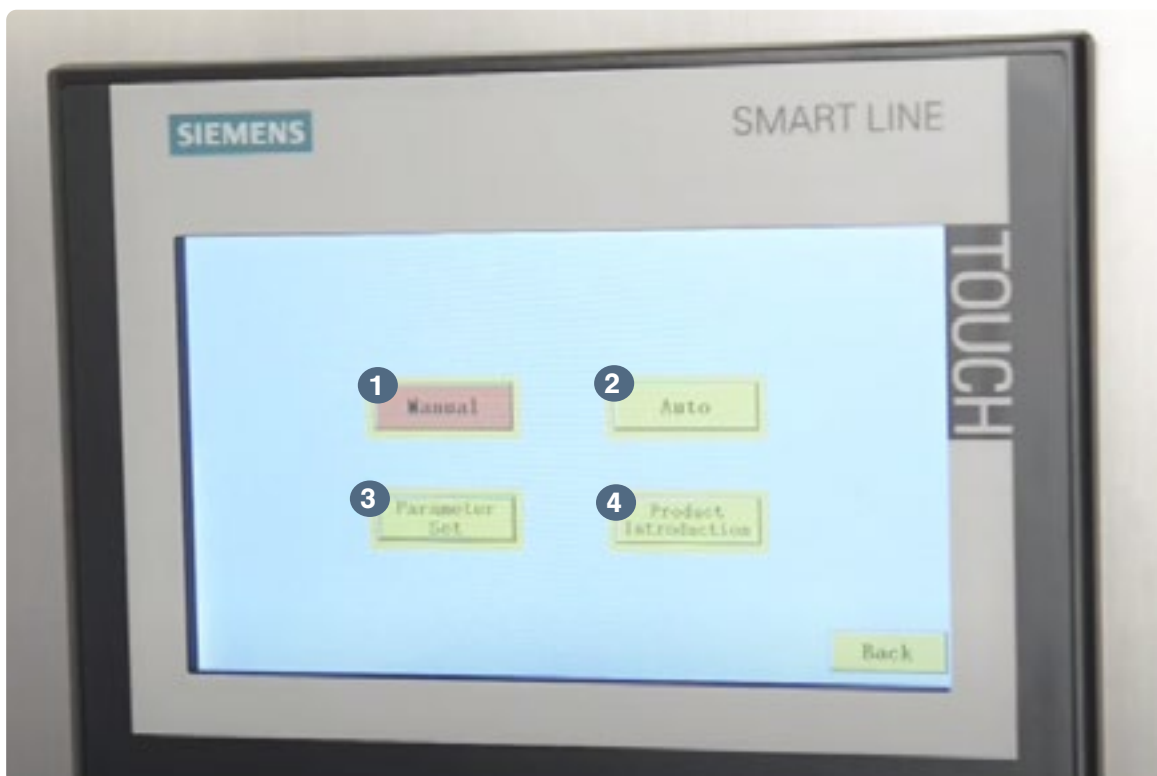 SIEMENS
SMART LINE
TOUCH
1
Manual
2
Auto
3
Parameter
Set
4
Product
Introduction
Back